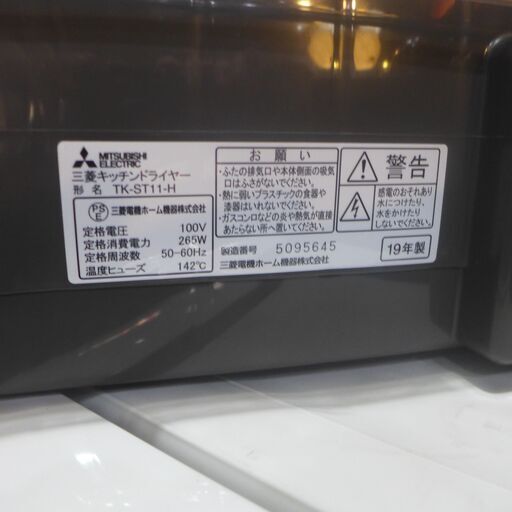 MITSUBISHI
ELECTRIC
三菱キッチンドライヤー
形 名 TK-ST11-H
PS
E
三菱電機ホーム機器株式会社
定格電圧 100V
定格消費電力 265W
定格周波数 50-60Hz
温度ヒューズ 142℃
お願い
・ふたの排気口や本体側面の吸気
口はふさがないでください。
・熱に弱いプラスチックの食器や
漆器はいれないでください。
・ガスコンロなどの炎や熱気が直接
あたらない所へ置いてください。
製造番号 5095645
三菱電機ホーム機器株式会社
警告
感電のおそれあり
水につけたり、
水をかけたり
しないでください。
19年製